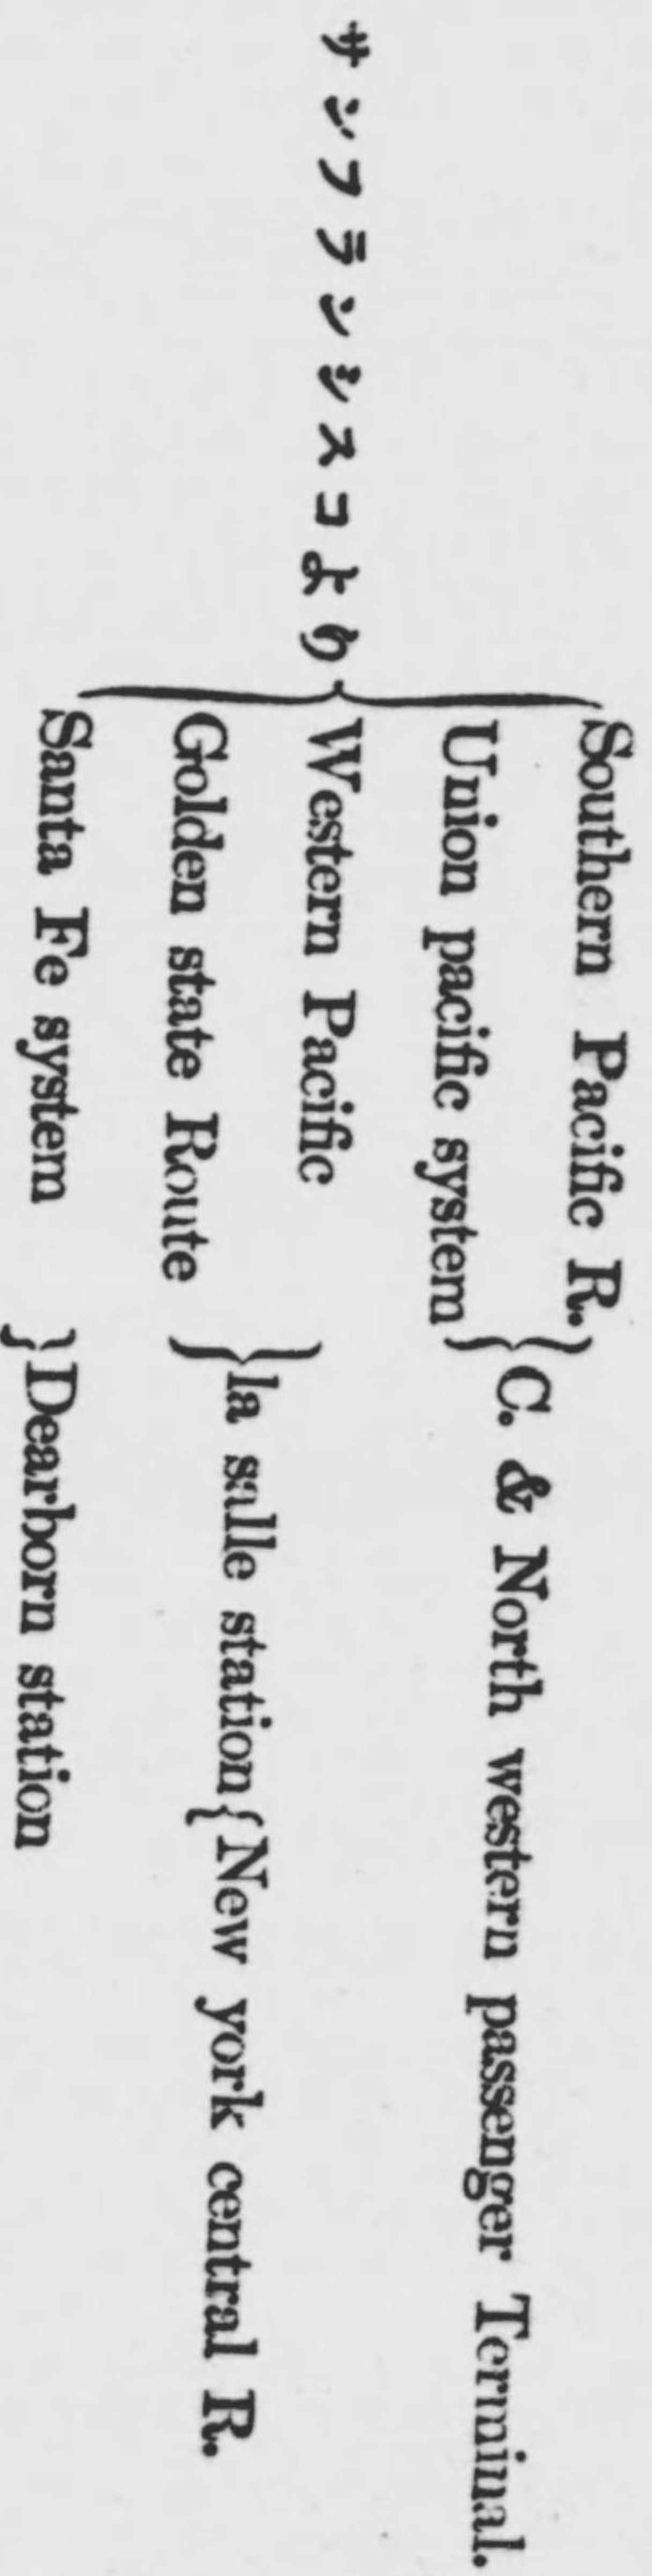 サンフランシスコより
Southern Pacific R.
Union pacific system
C. & North western passenger Terminal.
Western Pacific
Golden state Route
la salle station
New york central R.
Santa Fe system
Dearborn station